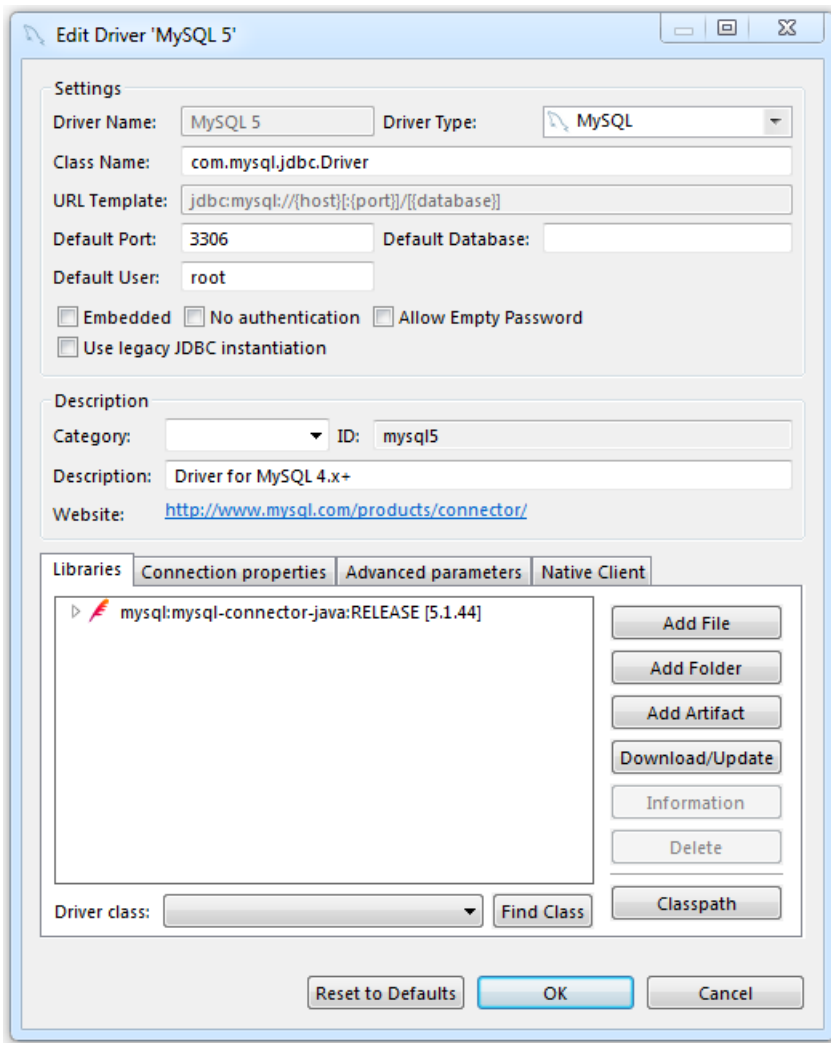 Edit Driver 'MySQL 5'
Settings
Driver Name: MySQL 5 Driver Type: MySQL
Class Name: com.mysql.jdbc.Driver
URL Template: jdbc:mysql://{host}[:{port}]/[{database}]
Default Port: 3306 Default Database:
Default User: root
Embedded No authentication Allow Empty Password
Use legacy JDBC instantiation
Description
Category: ID: mysql5
Description: Driver for MySQL 4.x+
Website: http://www.mysql.com/products/connector/
Libraries Connection properties Advanced parameters Native Client
mysql:mysql-connector-java:RELEASE [5.1.44]
Add File
Add Folder
Add Artifact
Download/Update
Information
Delete
Classpath
Driver class: Find Class
Reset to Defaults OK Cancel